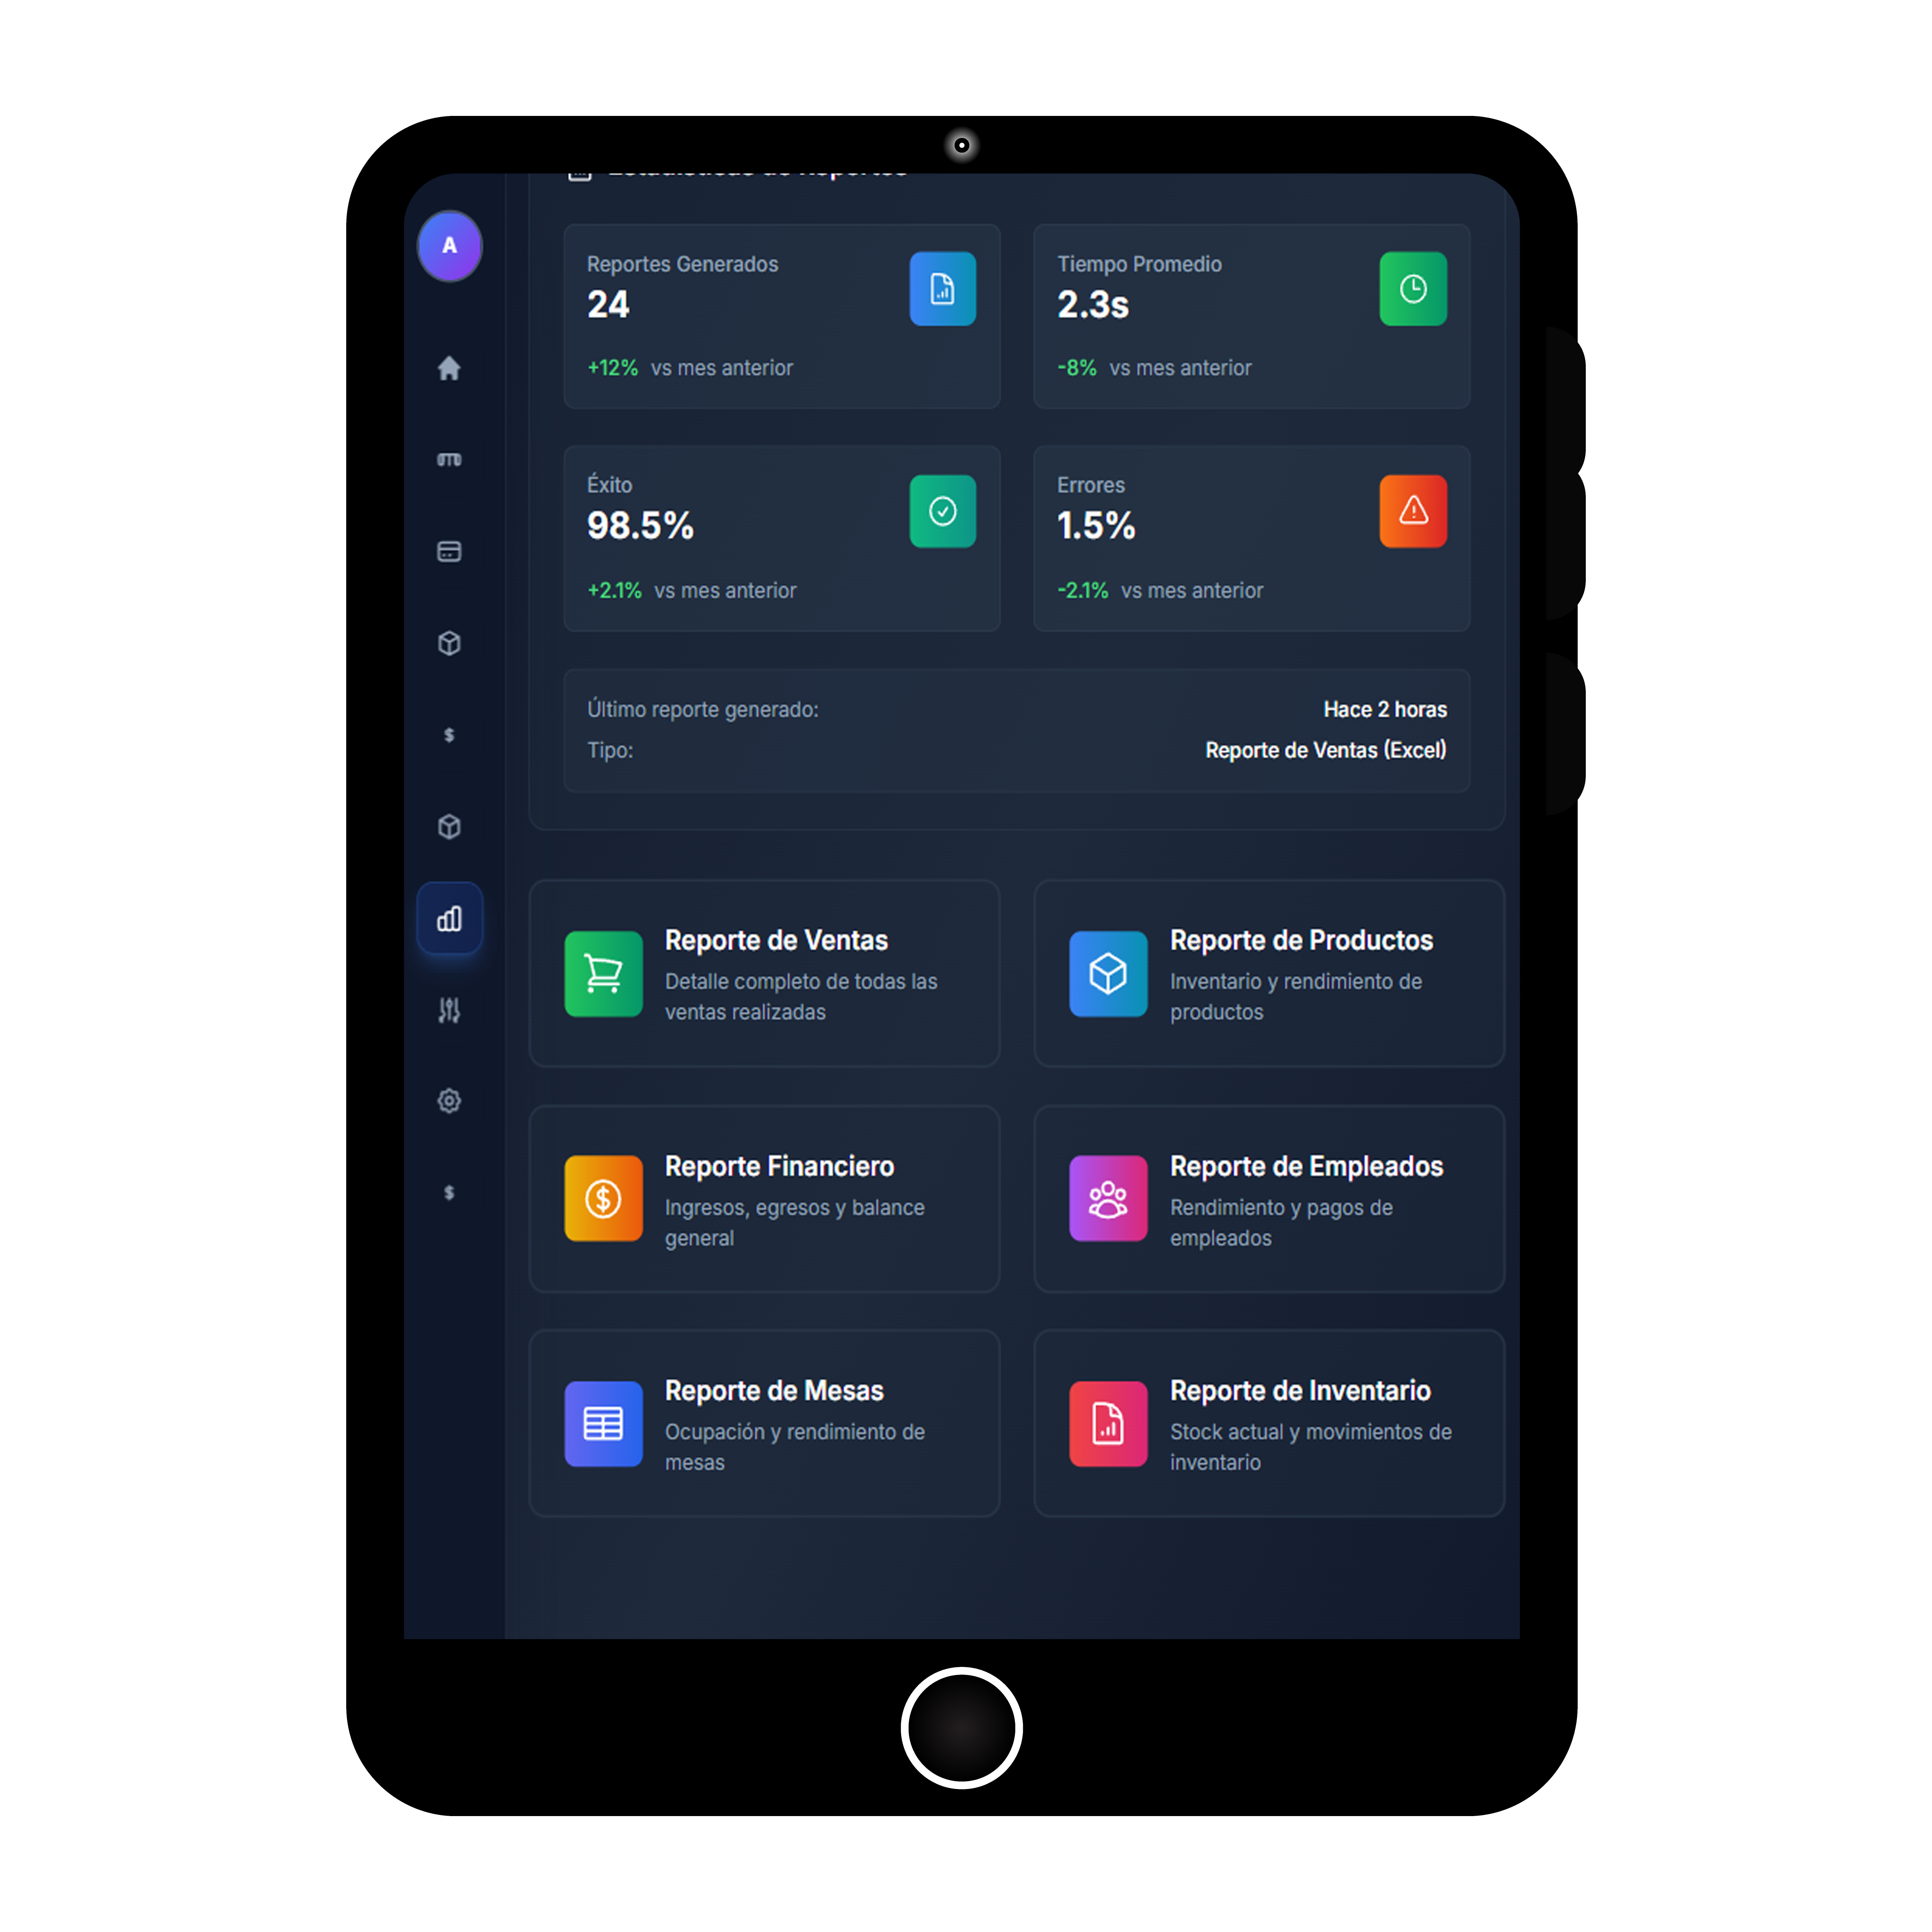 Estadísticas de Reportes
A
Reportes Generados
24
+12% vs mes anterior
Tiempo Promedio
2.3s
-8% vs mes anterior
Éxito
98.5%
+2.1% vs mes anterior
Errores
1.5%
-2.1% vs mes anterior
Último reporte generado:
Hace 2 horas
Tipo:
Reporte de Ventas (Excel)
$
$
Reporte de Ventas
Detalle completo de todas las
ventas realizadas
Reporte de Productos
Inventario y rendimiento de
productos
Reporte Financiero
Ingresos, egresos y balance
general
Reporte de Empleados
Rendimiento y pagos de
empleados
Reporte de Mesas
Ocupación y rendimiento de
mesas
Reporte de Inventario
Stock actual y movimientos de
inventario